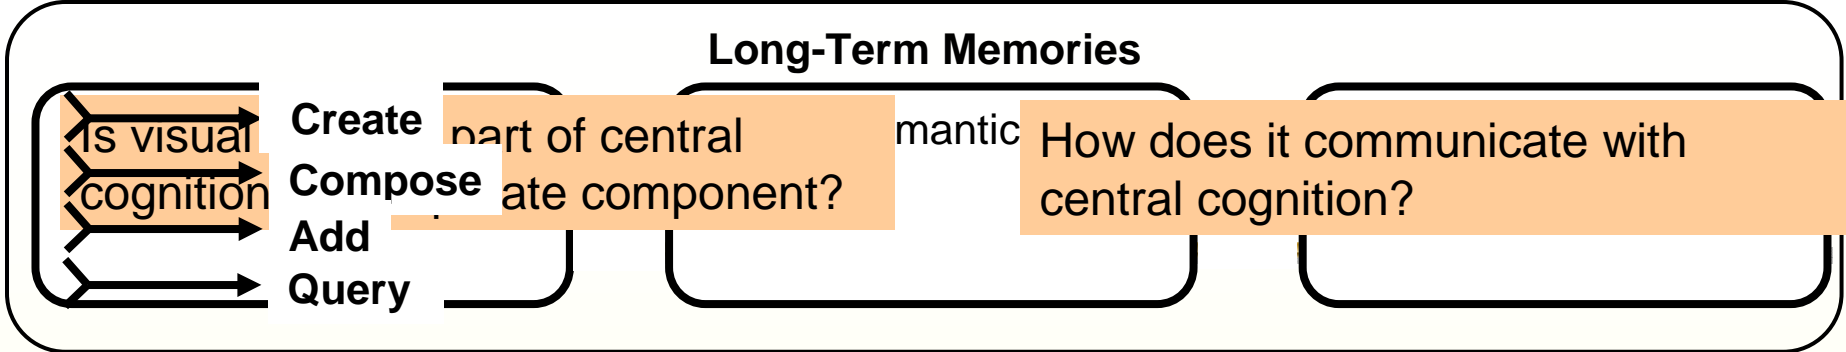 Long-Term Memories
Is visual part of central
cognition ate component?
Create
Compose
Add
Query
mantic
How does it communicate with
central cognition?